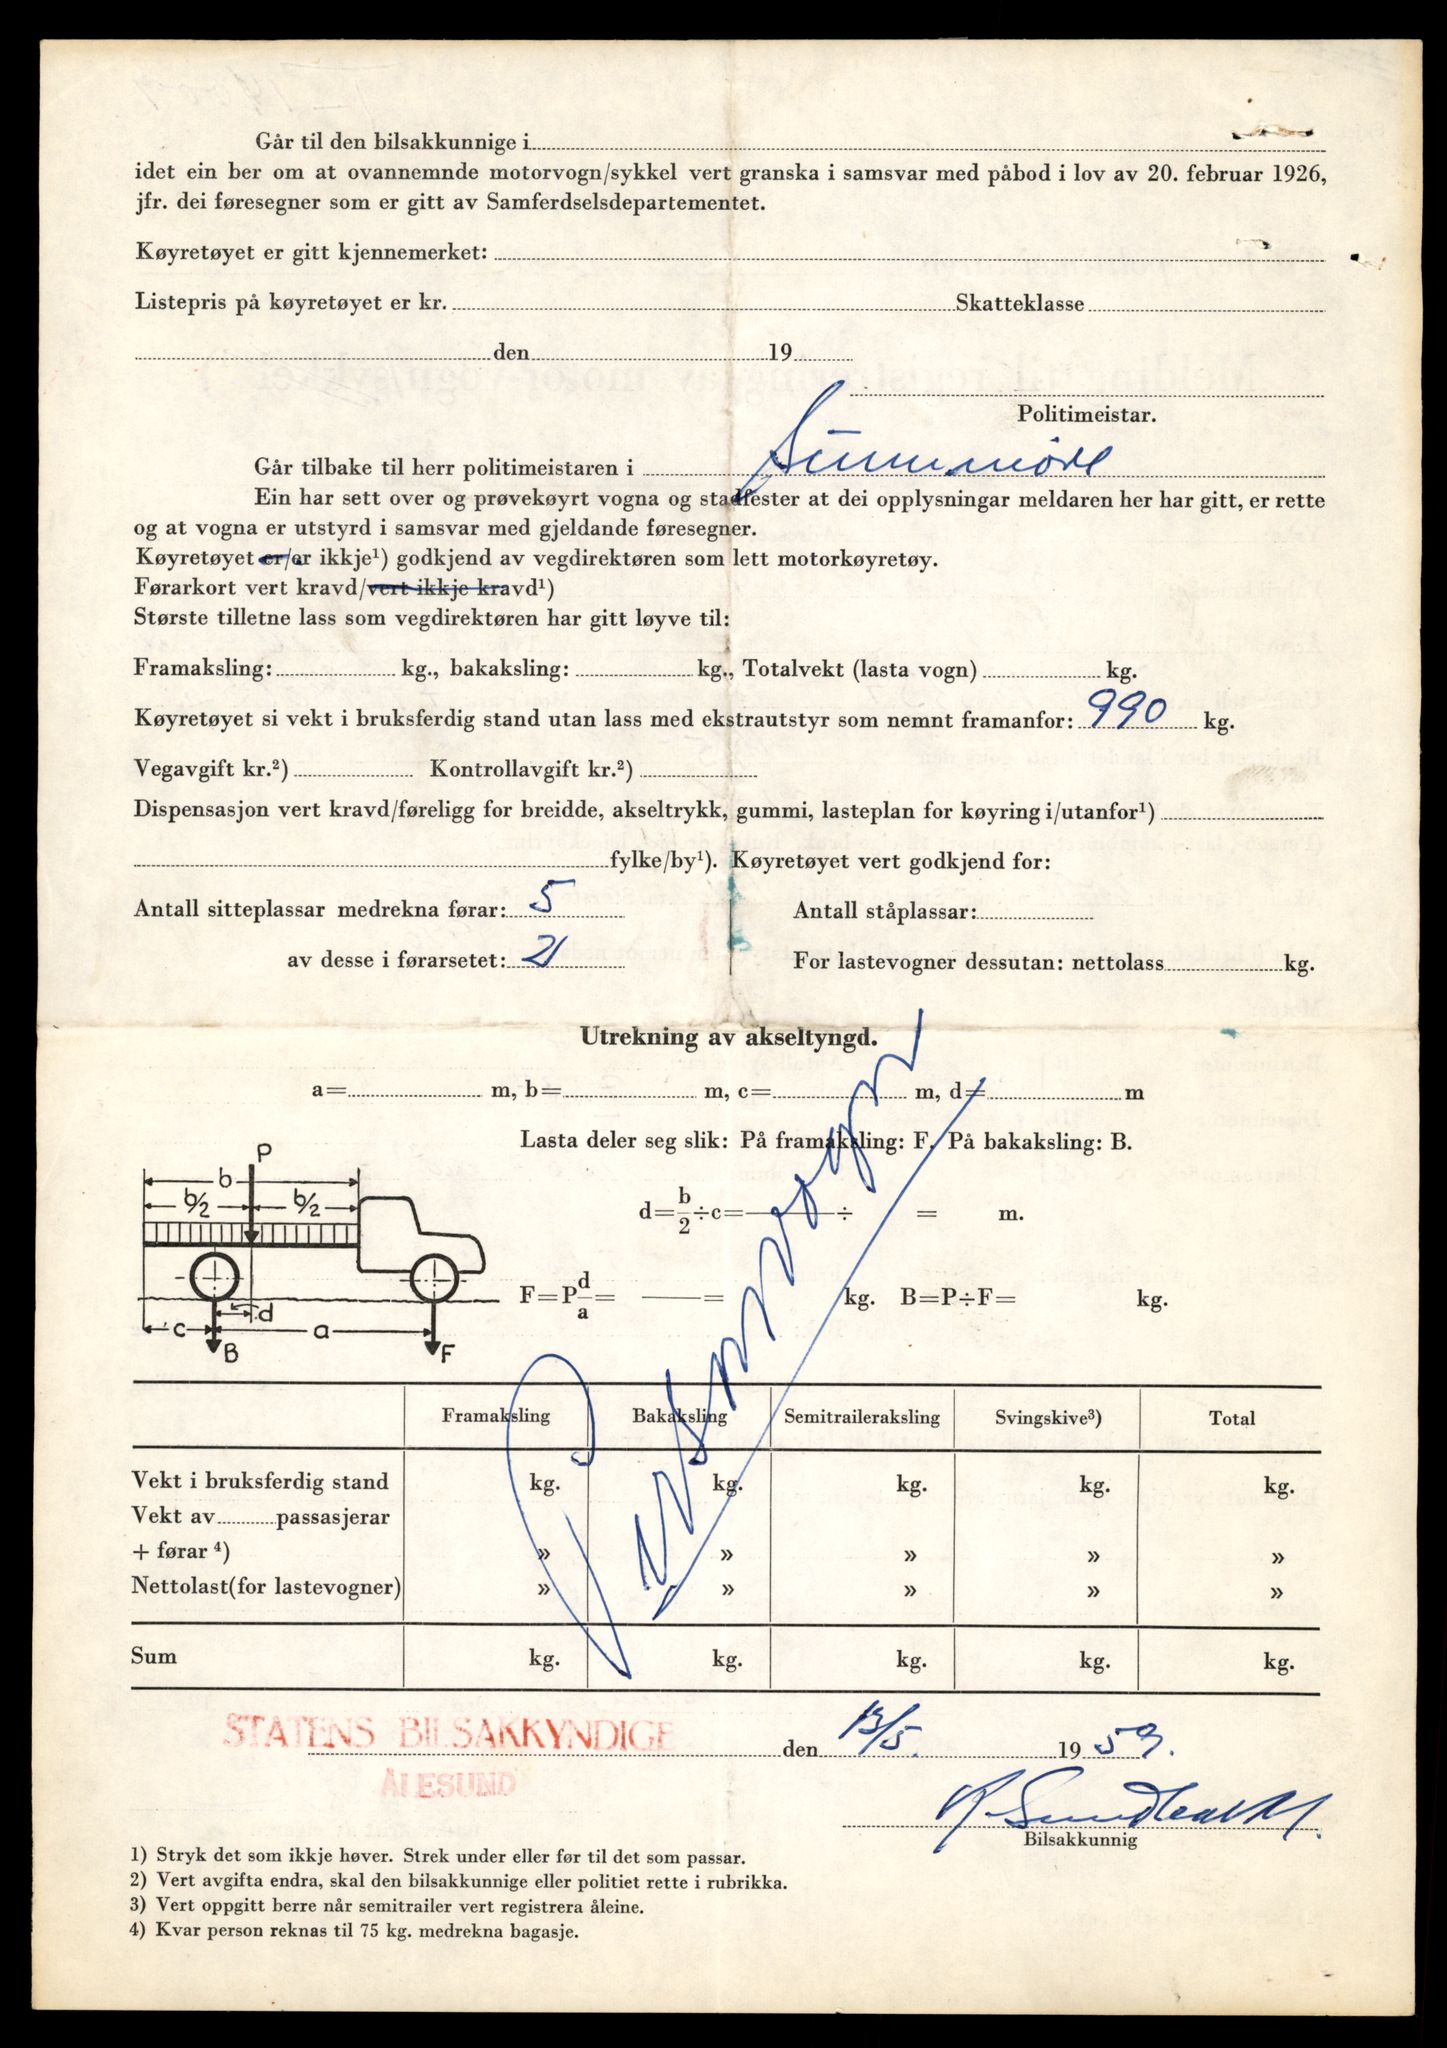 Går til den bilsakkunnige i
idet ein ber om at ovannemnde motorvogn/sykkel vert granska i samsvar med påbod i lov av 20. februar 1926,
jfr. dei føresegner som er gitt av Samferdselsdepartementet.
Køyretøyet er gitt kjennemerket:
Listepris på køyretøyet er kr. Skatteklasse
den 19
Politimeistar.
Går tilbake til herr politimeistaren i Sunnmøre
Ein har sett over og prøvekøyrt vogna og stadfester at dei opplysningar meldaren her har gitt, er rette
og at vogna er utstyrd i samsvar med gjeldande føresegner.
Køyretøyet er/er ikkje¹) godkjend av vegdirektøren som lett motorkøyretøy.
Førarkort vert kravd/vert ikkje kravd¹)
Største tilletne lass som vegdirektøren har gitt løyve til:
Framaksling: kg., bakaksling: kg., Totalvekt (lasta vogn) kg.
Køyretøyet si vekt i bruksferdig stand utan lass med ekstrautstyr som nemnt framanfor: 990 kg.
Vegavgift kr.²) Kontrollavgift kr.²)
Dispensasjon vert kravd/føreligg for breidde, akseltrykk, gummi, lasteplan for køyring i/utanfor¹)
fylke/by¹). Køyretøyet vert godkjend for:
Antall sitteplassar medrekna førar: 5 Antall ståplassar:
av desse i førarsetet: 2 For lastevogner dessutan: nettolass kg.
Utrekning av akseltyngd.
a= m, b= m, c= m, d= m
Lasta deler seg slik: På framaksling: F. På bakaksling: B.
P
b
b/2 b/2
d=b/2÷c= ÷ = m.
F=P d/a= = kg. B=P÷F= kg.
d
c a
B F
Personvogn
Framaksling Bakaksling Semitraileraksling Svingskive³) Total
Vekt i bruksferdig stand kg. kg. kg. kg. kg.
Vekt av passasjerar
+ førar ⁴) » » » » »
Nettolast(for lastevogner) » » » » »
Sum kg. kg. kg. kg. kg.
STATENS BILSAKKYNDIGE den 13/5. 1959.
ÅLESUND
Bilsakkunnig
1) Stryk det som ikkje høver. Strek under eller før til det som passar.
2) Vert avgifta endra, skal den bilsakkunnige eller politiet rette i rubrikka.
3) Vert oppgitt berre når semitrailer vert registrera åleine.
4) Kvar person reknas til 75 kg. medrekna bagasje.